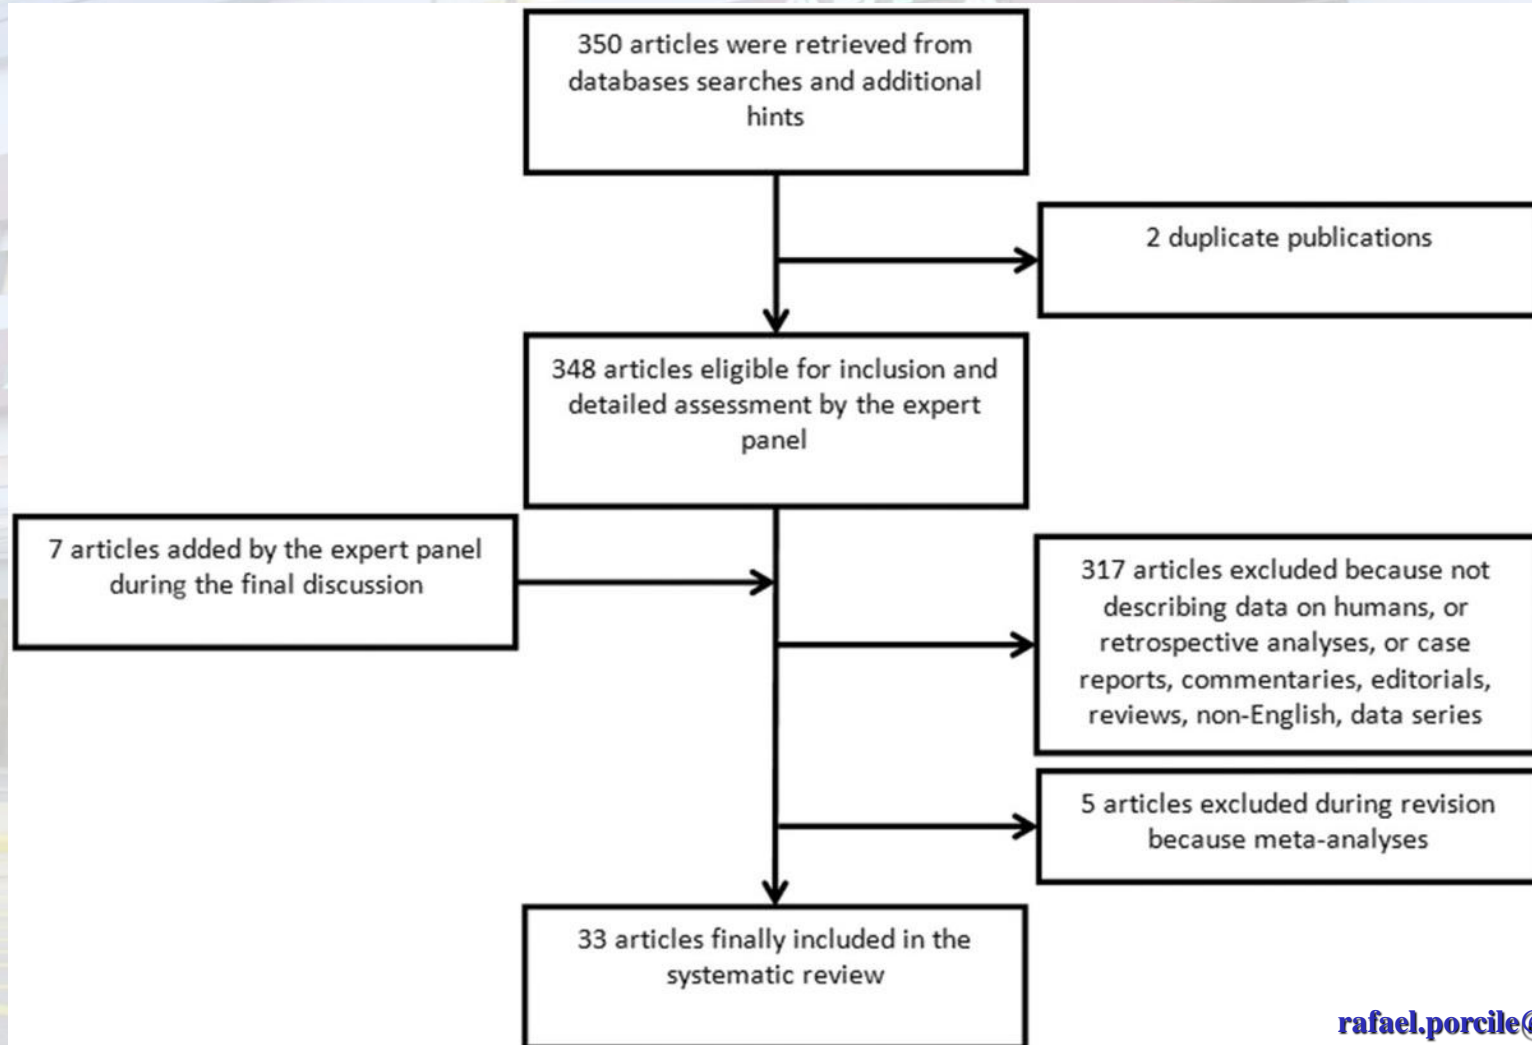 350 articles were retrieved from
databases searches and additional
hints
2 duplicate publications
348 articles eligible for inclusion and
detailed assessment by the expert
panel
7 articles added by the expert panel
during the final discussion
317 articles excluded because not
describing data on humans, or
retrospective analyses, or case
reports, commentaries, editorials,
reviews, non-English, data series
5 articles excluded during revision
because meta-analyses
33 articles finally included in the
systematic review
rafael.porcile@